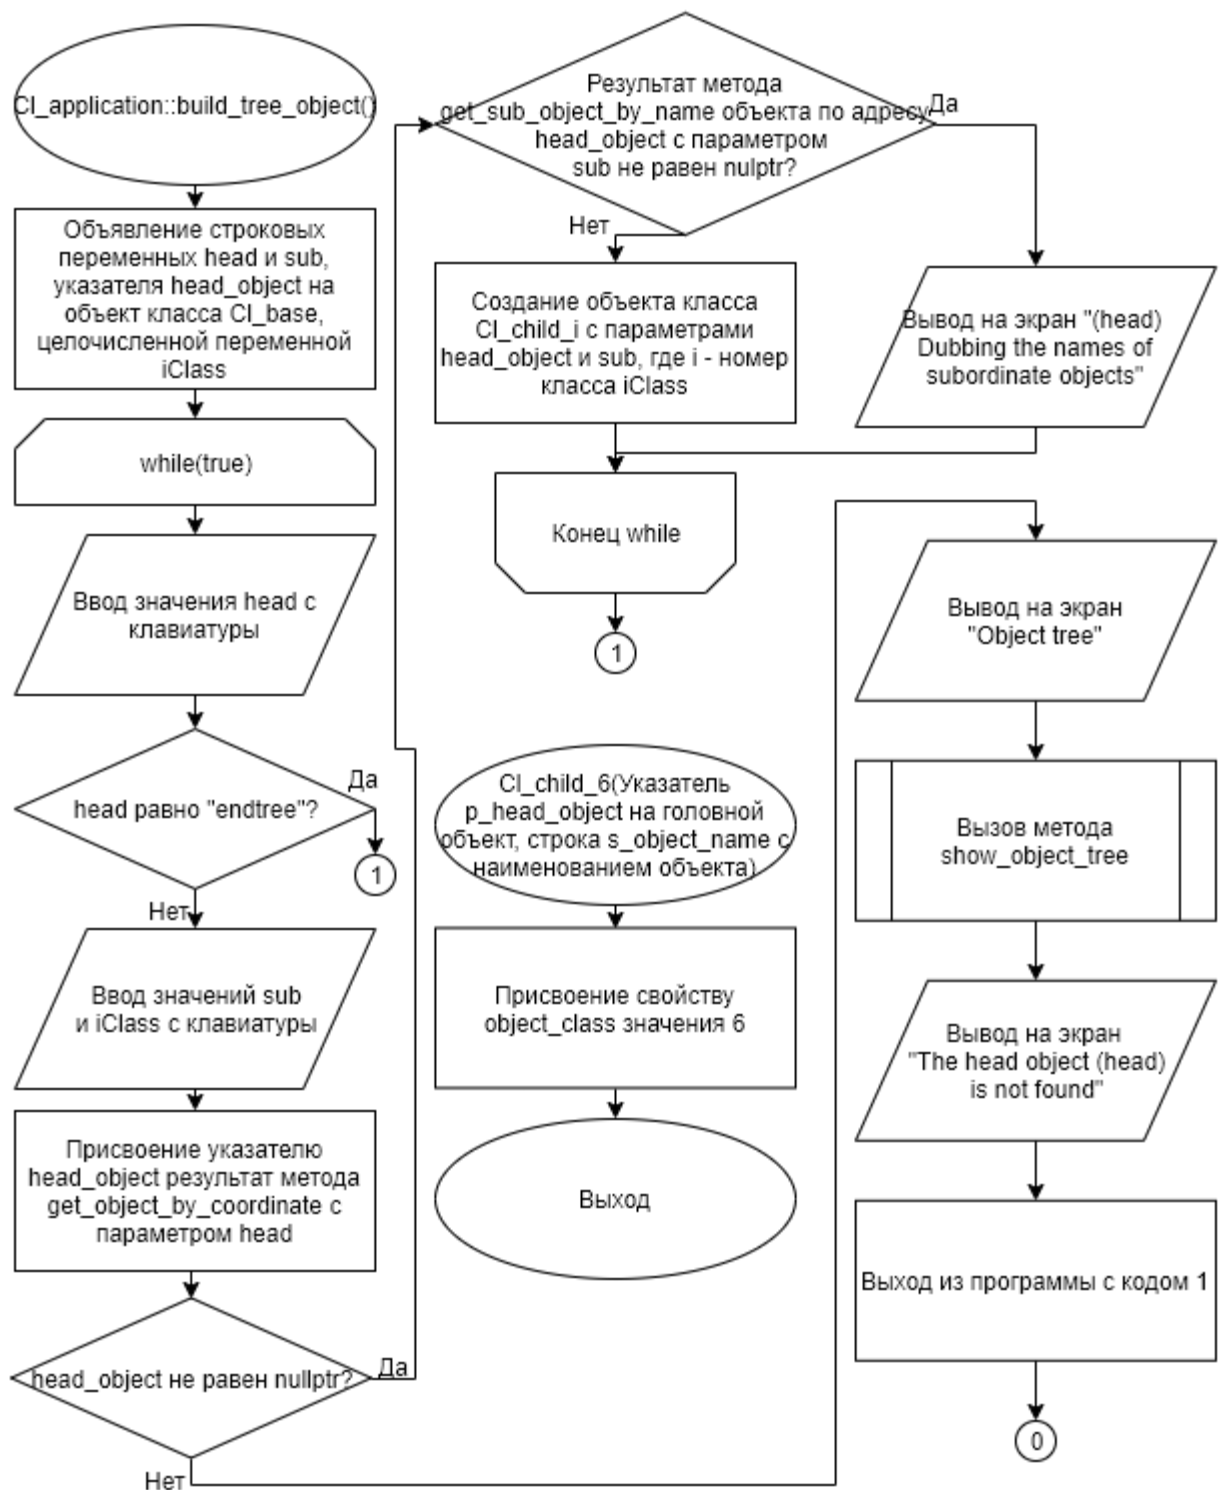 Cl_application::build_tree_object()
Объявление строковых
переменных head и sub,
указателя head_object на
объект класса Cl_base,
целочисленной переменной
iClass
while(true)
Ввод значения head с
клавиатуры
head равно "endtree"?
Да
1
Нет
Ввод значений sub
и iClass с клавиатуры
Присвоение указателю
head_object результат метода
get_object_by_coordinate с
параметром head
head_object не равен nullptr?
Да
Нет
Результат метода
get_sub_object_by_name объекта по адресу
head_object с параметром
sub не равен nulptr?
Да
Нет
Создание объекта класса
Cl_child_i с параметрами
head_object и sub, где i - номер
класса iClass
Вывод на экран "(head)
Dubbing the names of
subordinate objects"
Конец while
1
Cl_child_6(Указатель
p_head_object на головной
объект, строка s_object_name с
наименованием объекта)
Присвоение свойству
object_class значения 6
Выход
Вывод на экран
"Object tree"
Вызов метода
show_object_tree
Вывод на экран
"The head object (head)
is not found"
Выход из программы с кодом 1
0